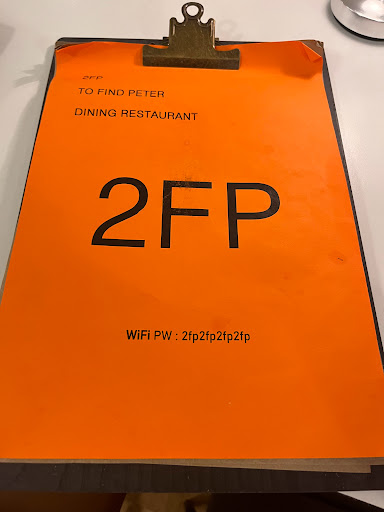 2FP
TO FIND PETER
DINING RESTAURANT
2FP
WiFi PW : 2fp2fp2fp2fp